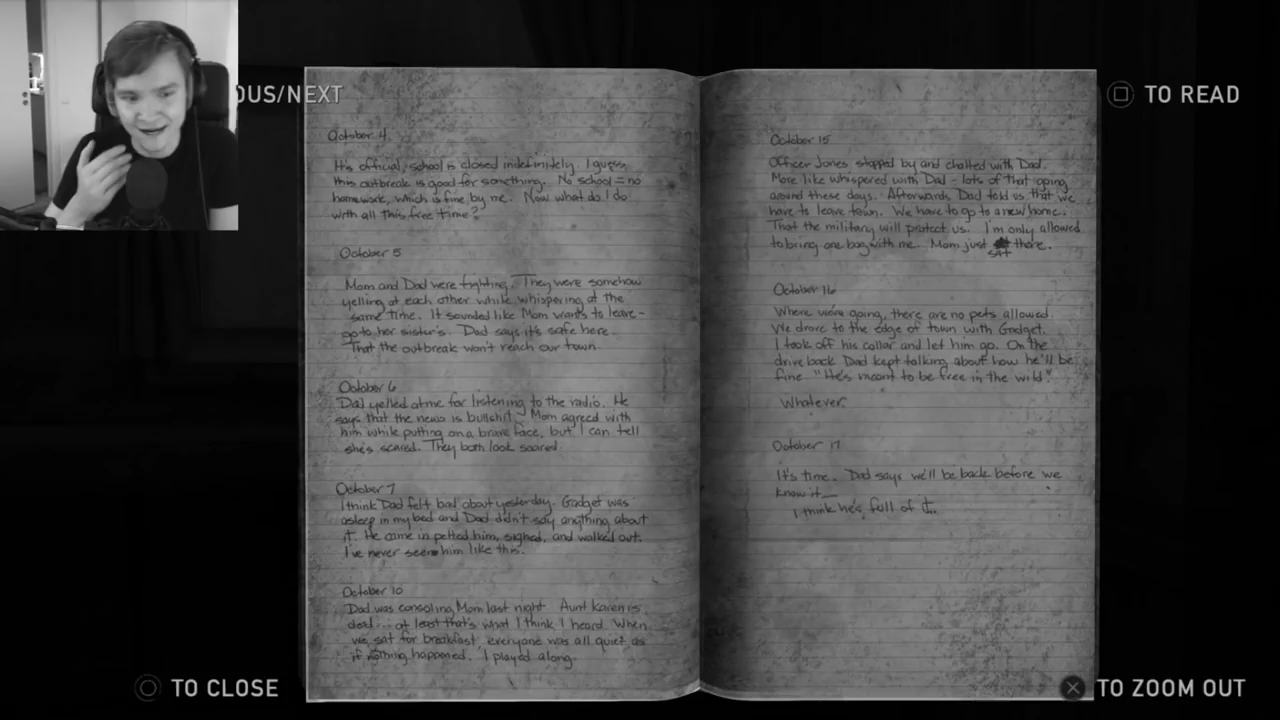 OUS/NEXT
TO READ
October 4
It's official, school is closed indefinitely. I guess
this outbreak is good for something. No school = no
homework, which is fine by me. Now what do I do
with all this free time?
October 5
Mom and Dad were fighting. They were somehow
yelling at each other while whispering at the
same time. It sounded like Mom wants to leave -
go to her sister's. Dad says it's safe here.
That the outbreak won't reach our town.
October 6
Dad yelled at me for listening to the radio. He
says that the news is bullshit. Mom agreed with
him while putting on a brave face, but I can tell
she's scared. They both look scared.
October 7
I think Dad felt bad about yesterday. Gadget was
asleep in my bed and Dad didn't say anything about
it. He came in petted him, sighed, and walked out.
I've never seen him like this.
October 10
Dad was consoling Mom last night. Aunt Karen is
dead... at least that's what I think I heard. When
we sat for breakfast, everyone was all quiet as
if nothing happened. I played along.
October 15
Officer Jones stopped by and chatted with Dad.
More like whispered with Dad - lots of that going
around these days. Afterwards Dad told us that we
have to leave town. We have to go to a new home.
That the military will protect us. I'm only allowed
to bring one bag with me. Mom just sat there.
October 16
Where we're going, there are no pets allowed.
We drove to the edge of town with Gadget.
I took off his collar and let him go. On the
drive back Dad kept talking about how he'll be
fine "He's meant to be free in the wild."
Whatever.
October 17
It's time. Dad says we'll be back before we
know it
I think he's full of it.
TO CLOSE
TO ZOOM OUT